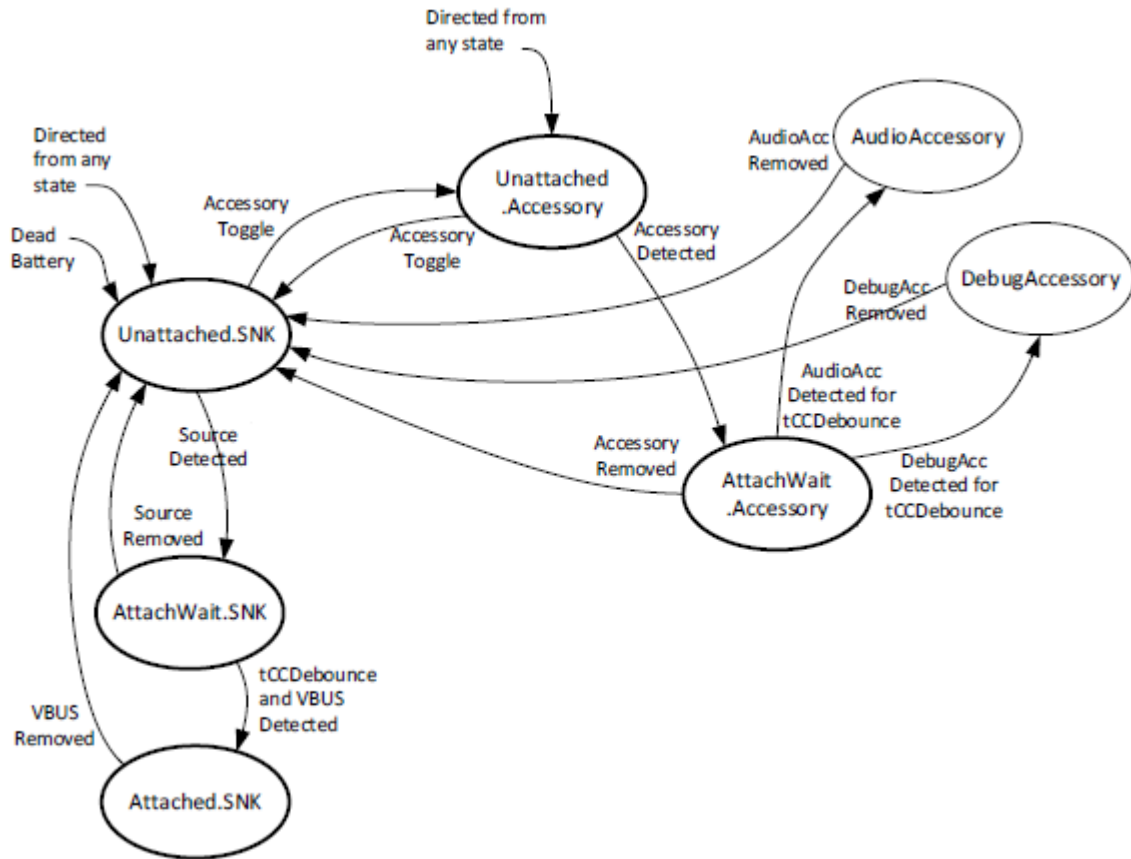 Directed from
any state
Directed
from any
state
Dead
Battery
Accessory
Toggle
Unattached
.Accessory
Accessory
Toggle
Accessory
Detected
AudioAcc
Removed
AudioAccessory
DebugAcc
Removed
DebugAccessory
Unattached.SNK
Source
Detected
Source
Removed
AudioAcc
Detected for
tCCDebounce
Accessory
Removed
AttachWait
.Accessory
DebugAcc
Detected for
tCCDebounce
AttachWait.SNK
tCCDebounce
and VBUS
Detected
VBUS
Removed
Attached.SNK